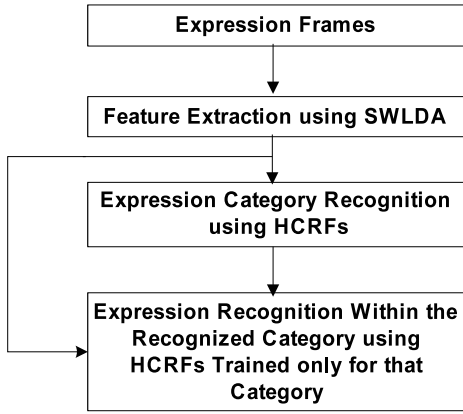 Expression Frames
Feature Extraction using SWLDA
Expression Category Recognition
using HCRFs
Expression Recognition Within the
Recognized Category using
HCRFs Trained only for that
Category